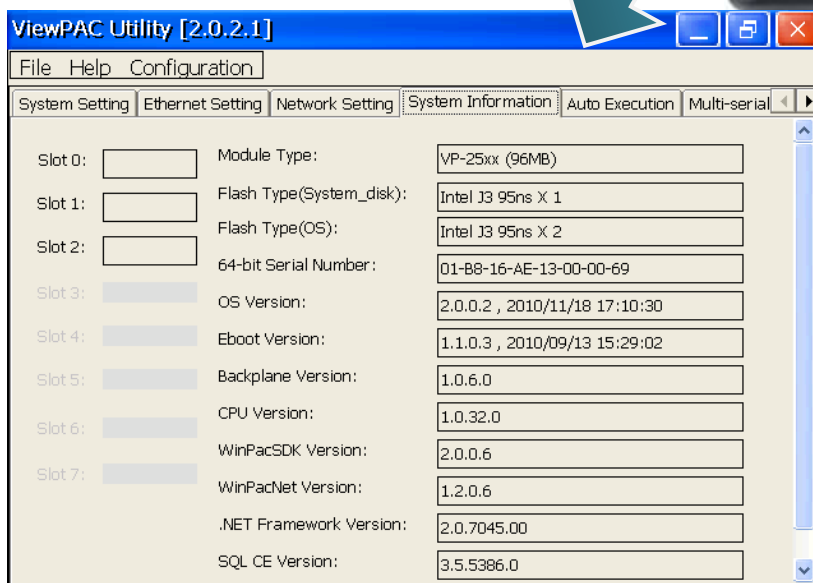 ViewPAC Utility [2.0.2.1]
File Help Configuration
System Setting Ethernet Setting Network Setting System Information Auto Execution Multi-serial
Slot 0:
Slot 1:
Slot 2:
Slot 3:
Slot 4:
Slot 5:
Slot 6:
Slot 7:
Module Type: VP-25xx (96MB)
Flash Type(System_disk): Intel J3 95ns X 1
Flash Type(OS): Intel J3 95ns X 2
64-bit Serial Number: 01-B8-16-AE-13-00-00-69
OS Version: 2.0.0.2 , 2010/11/18 17:10:30
Eboot Version: 1.1.0.3 , 2010/09/13 15:29:02
Backplane Version: 1.0.6.0
CPU Version: 1.0.32.0
WinPacSDK Version: 2.0.0.6
WinPacNet Version: 1.2.0.6
.NET Framework Version: 2.0.7045.00
SQL CE Version: 3.5.5386.0